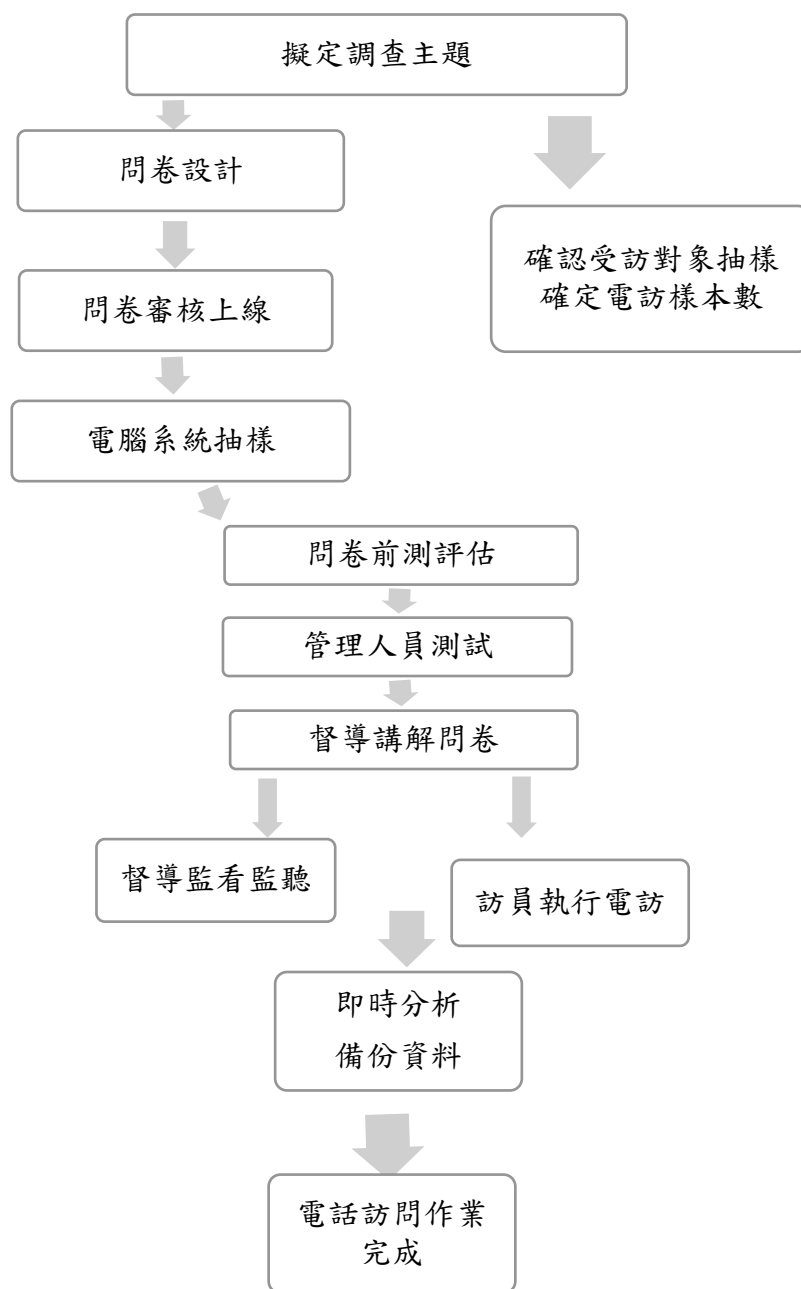 擬定調查主題
問卷設計
確認受訪對象抽樣
確定電訪樣本數
問卷審核上線
電腦系統抽樣
問卷前測評估
管理人員測試
督導講解問卷
督導監看監聽
訪員執行電訪
即時分析
備份資料
電話訪問作業
完成